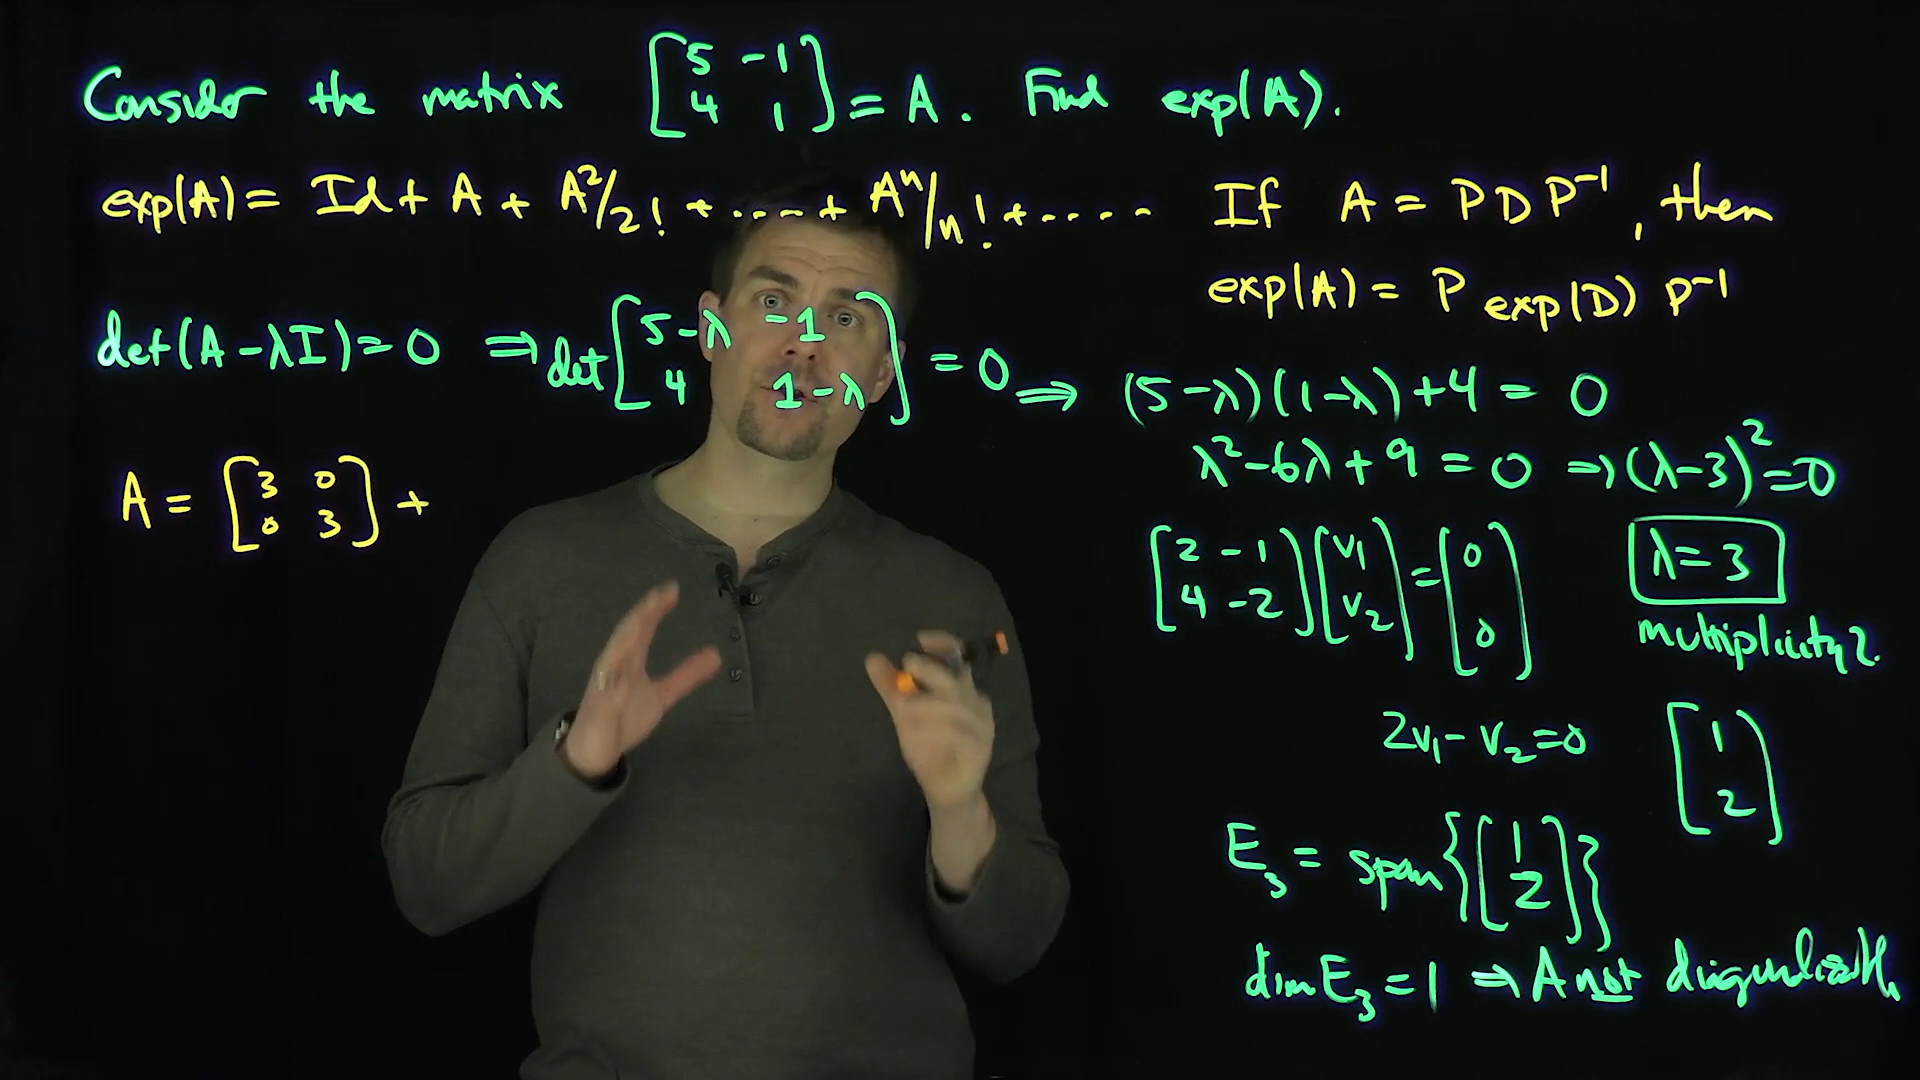 Consider the matrix [5 -1; 4 1] = A. Find exp(A).
exp(A) = Id + A + A²/2! + ..... + Aⁿ/n! + .....
If A = PDP⁻¹, then
exp(A) = P exp(D) P⁻¹
det(A - λI) = 0 ⇒ det [5-λ -1; 4 1-λ] = 0 ⇒ (5-λ)(1-λ)+4 = 0
λ² - 6λ + 9 = 0 ⇒ (λ-3)² = 0
A = [3 0; 0 3] +
[2 -1; 4 -2] [v₁; v₂] = [0; 0]
λ = 3
multiplicity 2.
2v₁ - v₂ = 0
[1; 2]
E₃ = span{[1; 2]}
dim E₃ = 1 ⇒ A not diagonalizable